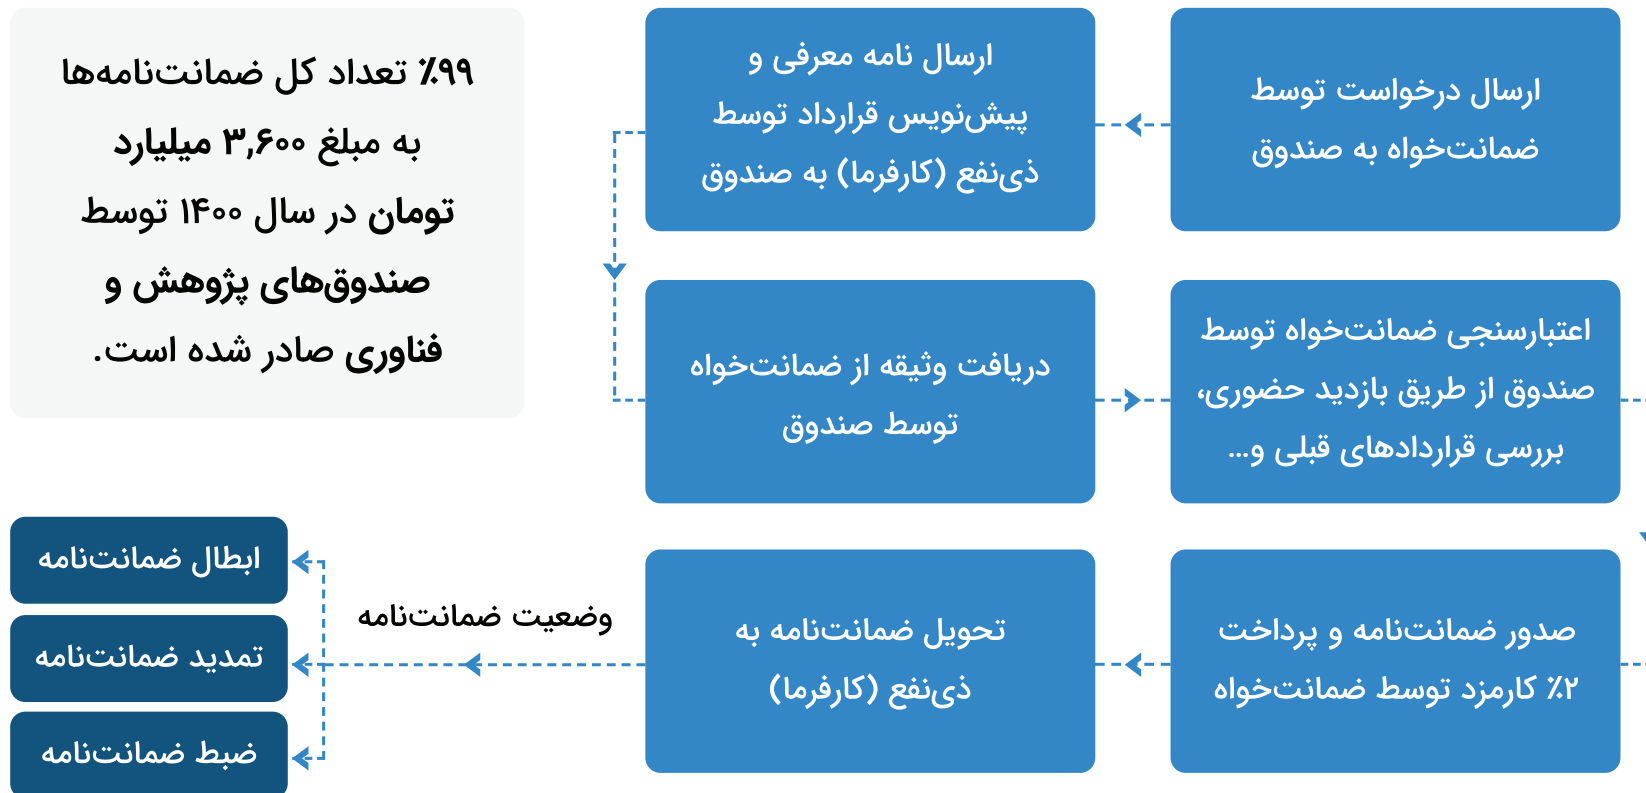 ارسال درخواست توسط
ضمانت‌خواه به صندوق
ارسال نامه معرفی و
پیش‌نویس قرارداد توسط
ذی‌نفع (کارفرما) به صندوق
دریافت وثیقه از ضمانت‌خواه
توسط صندوق
اعتبارسنجی ضمانت‌خواه توسط
صندوق از طریق بازدید حضوری،
بررسی قراردادهای قبلی و...
صدور ضمانت‌نامه و پرداخت
۲٪ کارمزد توسط ضمانت‌خواه
تحویل ضمانت‌نامه به
ذی‌نفع (کارفرما)
وضعیت ضمانت‌نامه
ابطال ضمانت‌نامه
تمدید ضمانت‌نامه
ضبط ضمانت‌نامه
۹۹٪ تعداد کل ضمانت‌نامه‌ها
به مبلغ ۳,۶۰۰ میلیارد
تومان در سال ۱۴۰۰ توسط
صندوق‌های پژوهش و
فناوری صادر شده است.